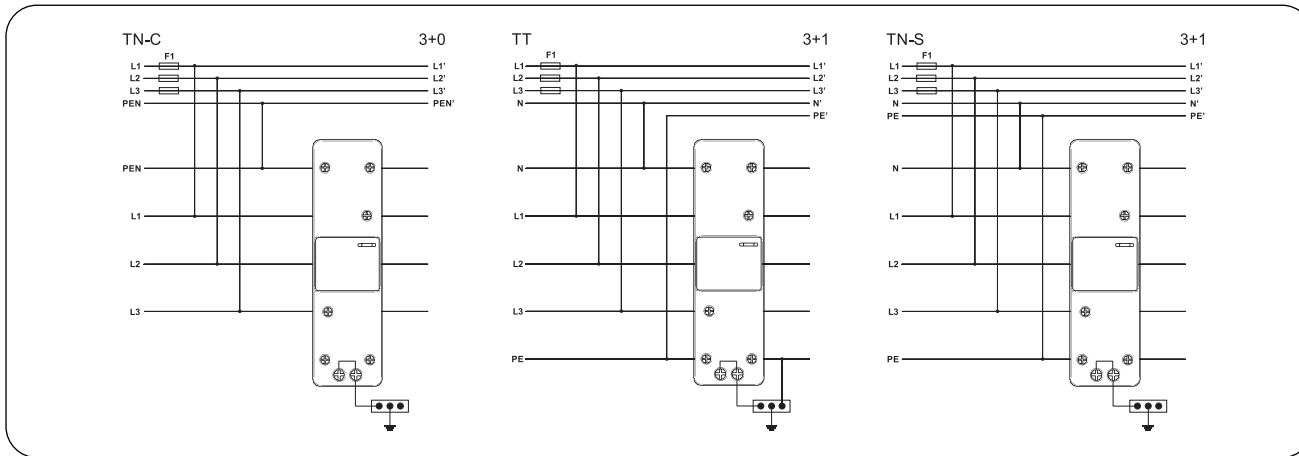 TN-C 3+0
F1
L1 L1'
L2 L2'
L3 L3'
PEN PEN'
PEN
L1
L2
L3
TT 3+1
F1
L1 L1'
L2 L2'
L3 L3'
N N'
PE'
N
L1
L2
L3
PE
TN-S 3+1
F1
L1 L1'
L2 L2'
L3 L3'
N N'
PE PE'
N
L1
L2
L3
PE